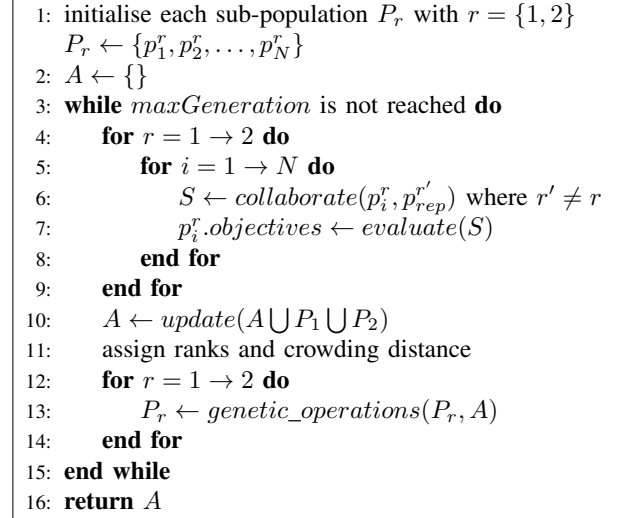 1: initialise each sub-population P_r with r = {1, 2}
P_r ← {p_1^r, p_2^r, . . . , p_N^r}
2: A ← {}
3: while maxGeneration is not reached do
4: for r = 1 → 2 do
5: for i = 1 → N do
6: S ← collaborate(p_i^r, p_{rep}^{r′}) where r′ ≠ r
7: p_i^r.objectives ← evaluate(S)
8: end for
9: end for
10: A ← update(A ⋃ P_1 ⋃ P_2)
11: assign ranks and crowding distance
12: for r = 1 → 2 do
13: P_r ← genetic_operations(P_r, A)
14: end for
15: end while
16: return A